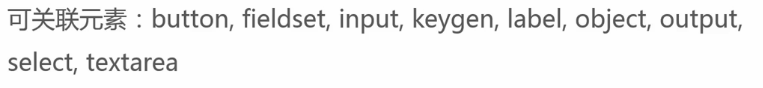 可关联元素：button, fieldset, input, keygen, label, object, output,
select, textarea